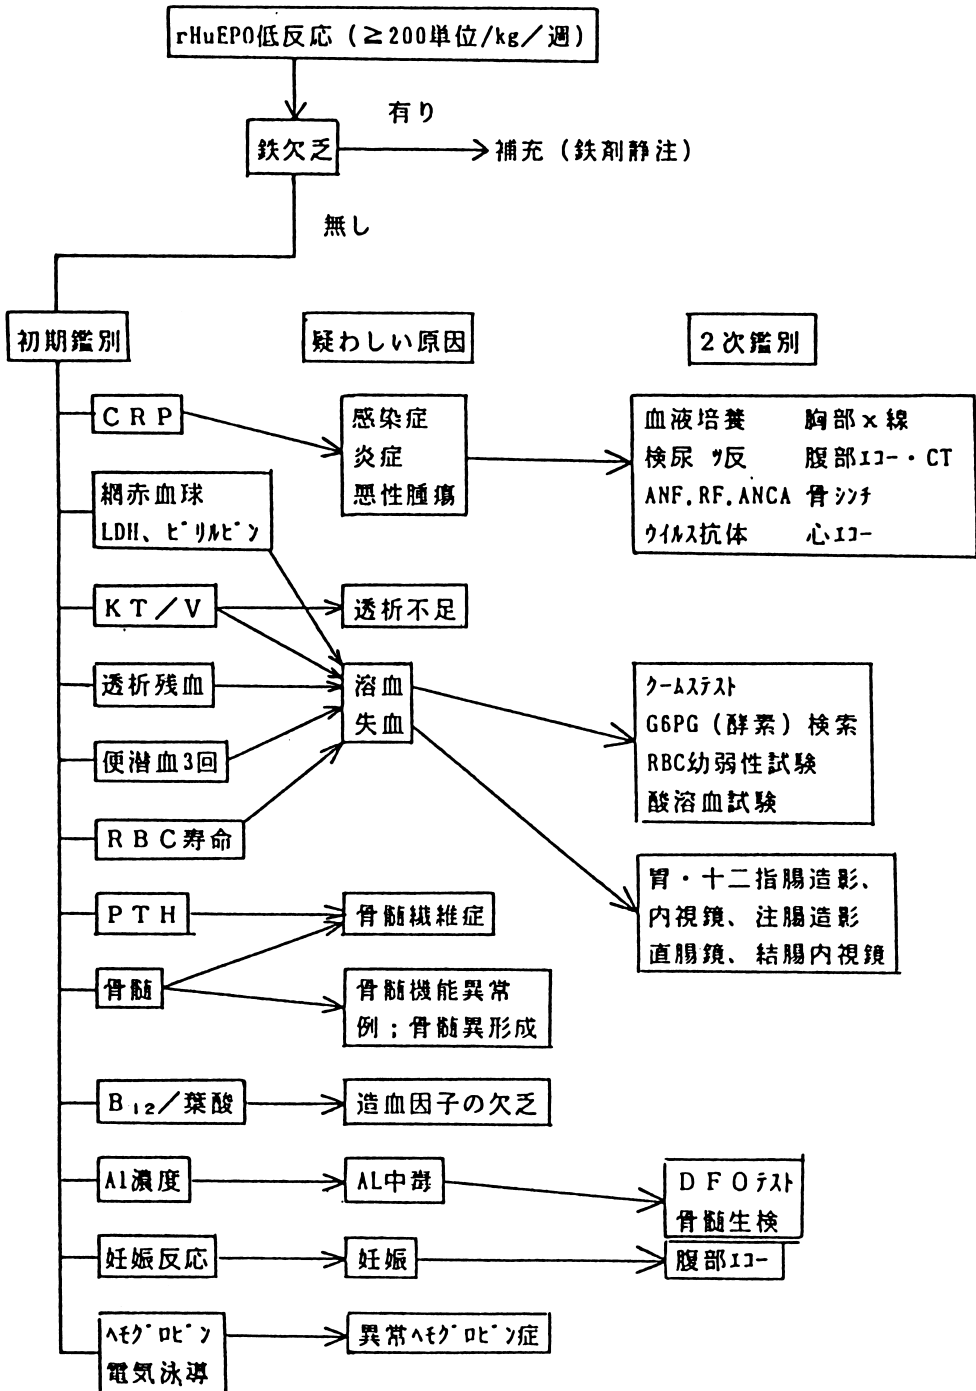 rHuEPO低反応(≧200単位/kg/週)
有り
鉄欠乏
補充(鉄剤静注)
無し
初期鑑別
疑わしい原因
2次鑑別
CRP
感染症
炎症
悪性腫瘍
血液培養 胸部x線
検尿 ツ反 腹部エコー・CT
ANF.RF.ANCA 骨シンチ
ウイルス抗体 心エコー
網赤血球
LDH、ビリルビン
KT/V
透析不足
透析残血
溶血
失血
クームステスト
G6PG(酵素)検索
RBC幼弱性試験
酸溶血試験
便潜血3回
RBC寿命
胃・十二指腸造影、
内視鏡、注腸造影
直腸鏡、結腸内視鏡
PTH
骨髄繊維症
骨髄
骨髄機能異常
例;骨髄異形成
B₁₂/葉酸
造血因子の欠乏
Al濃度
AL中毒
DFOテスト
骨髄生検
妊娠反応
妊娠
腹部エコー
ヘモグロビン
電気泳導
異常ヘモグロビン症